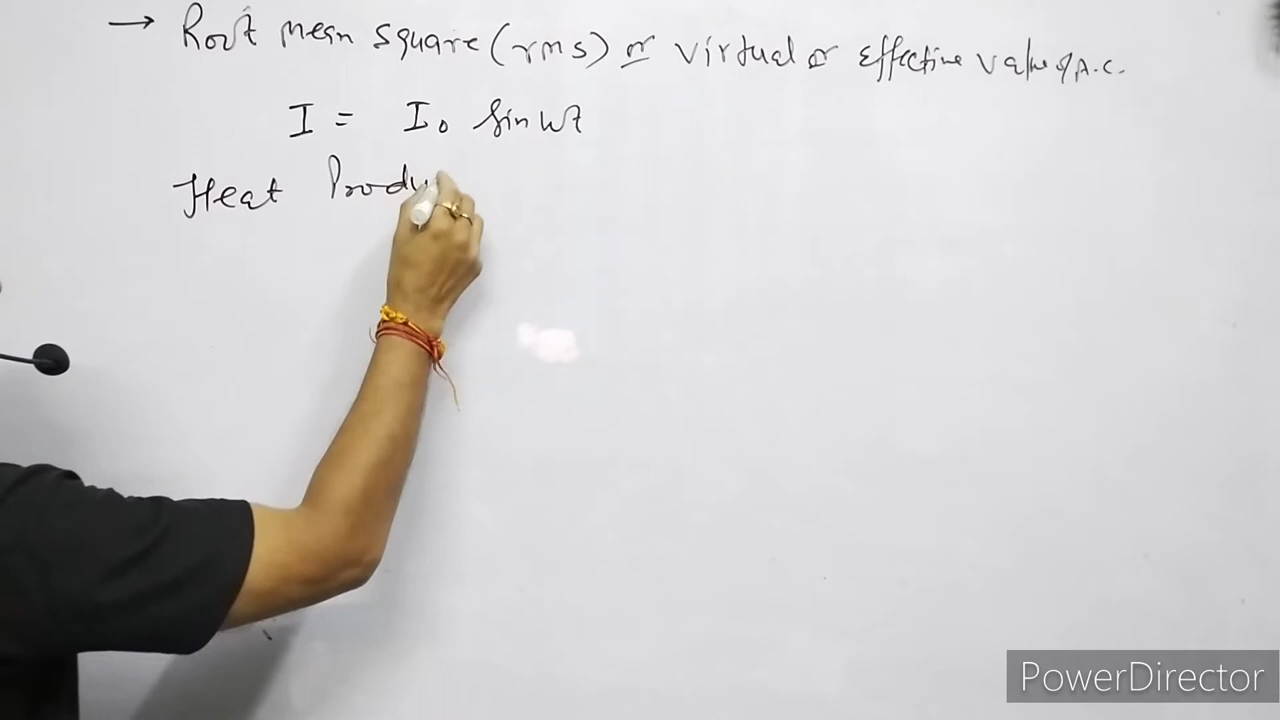 → Root mean square (rms) or virtual or effective value of A.C.
I = I₀ sin ωt
Heat Produ
PowerDirector